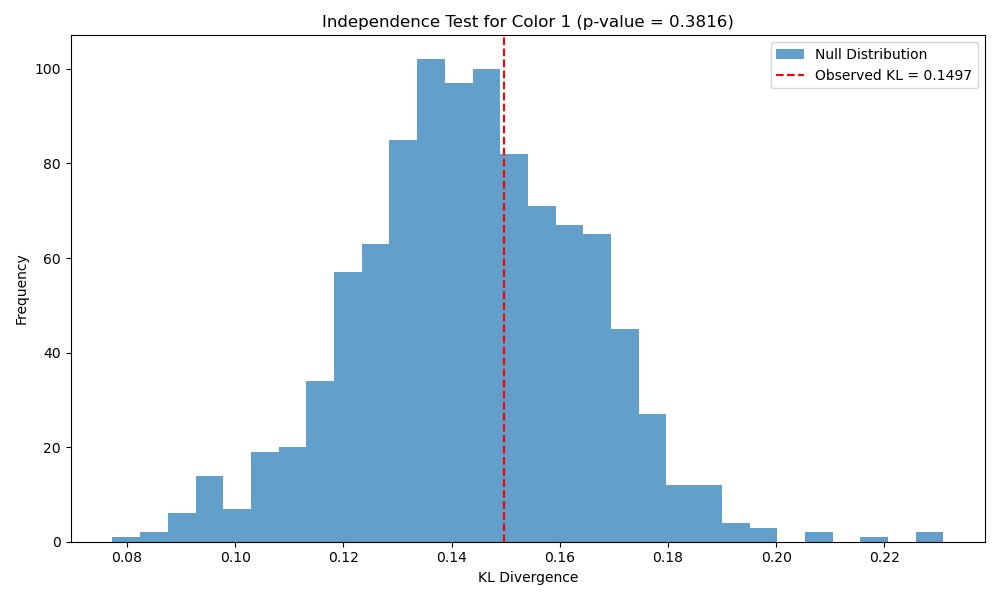 Independence Test for Color 1 (p-value = 0.3816)
Null Distribution
Observed KL = 0.1497
Frequency
100
80
60
40
20
0
0.08 0.10 0.12 0.14 0.16 0.18 0.20 0.22
KL Divergence